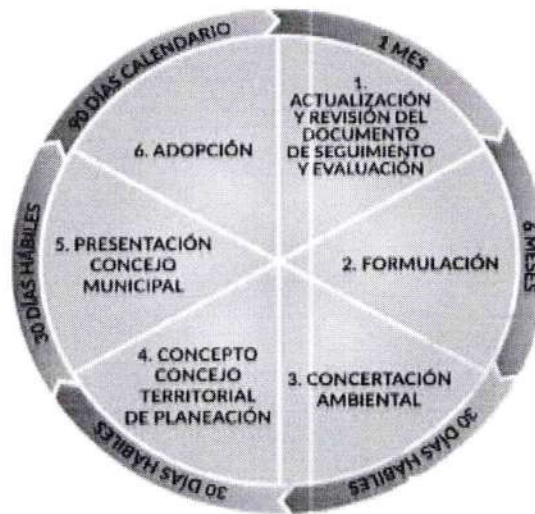 1 MES
1.
ACTUALIZACIÓN
Y REVISIÓN DEL
DOCUMENTO
DE SEGUIMIENTO
Y EVALUACIÓN
6 MESES
2. FORMULACIÓN
30 DÍAS HÁBILES
3. CONCERTACIÓN
AMBIENTAL
30 DÍAS HÁBILES
4. CONCEPTO
CONCEJO
TERRITORIAL
DE PLANEACIÓN
30 DÍAS HÁBILES
5. PRESENTACIÓN
CONCEJO
MUNICIPAL
90 DÍAS CALENDARIO
6. ADOPCIÓN